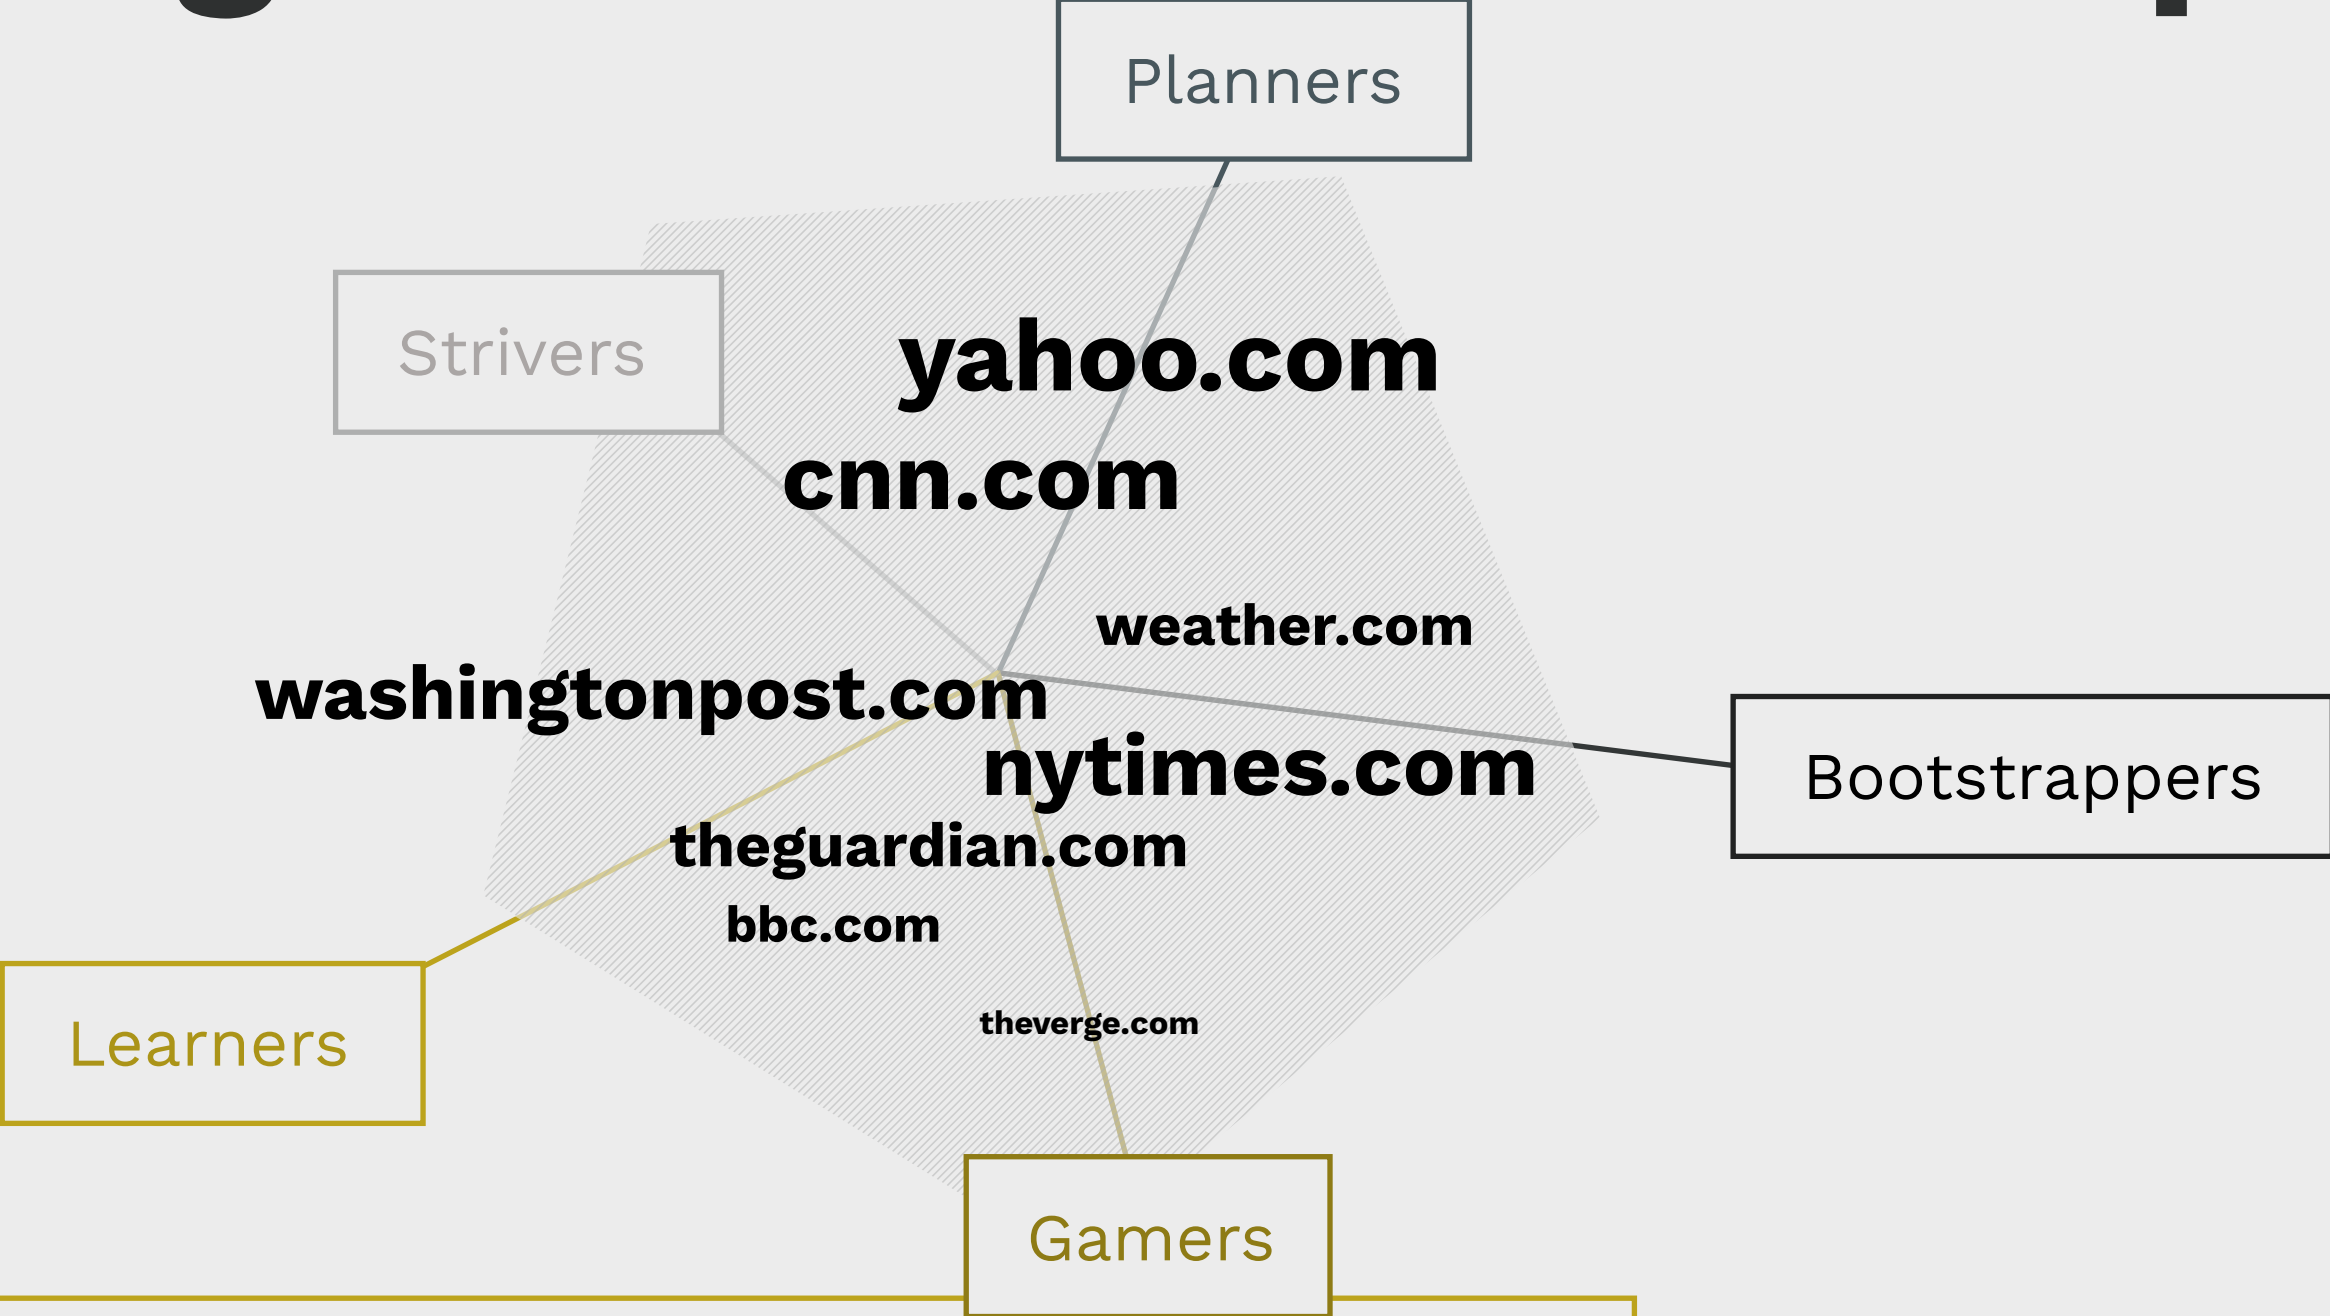 Planners
Strivers
yahoo.com
cnn.com
weather.com
washingtonpost.com
nytimes.com
Bootstrappers
theguardian.com
bbc.com
theverge.com
Learners
Gamers